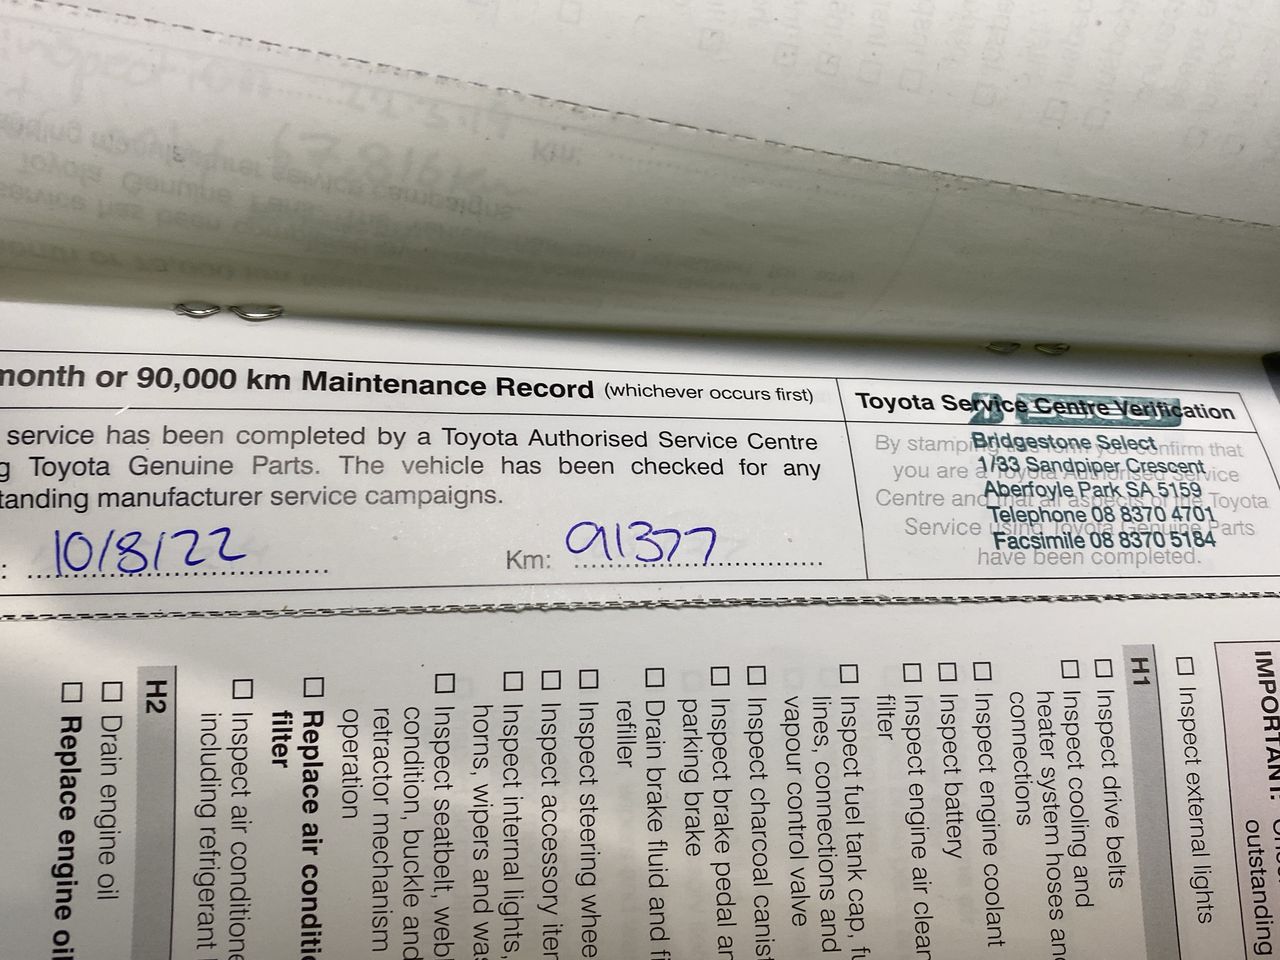 67816 Km
Km:
month or 90,000 km Maintenance Record (whichever occurs first)
service has been completed by a Toyota Authorised Service Centre
g Toyota Genuine Parts. The vehicle has been checked for any
tanding manufacturer service campaigns.
: 10/8/22
Km: 91377
Toyota Service Centre Verification
By stamping this form you confirm that
you are a Toyota Authorised Service
Centre and that all aspects of the Toyota
Service using Toyota Genuine Parts
have been completed.
Bridgestone Select
1/33 Sandpiper Crescent
Aberfoyle Park SA 5159
Telephone 08 8370 4701
Facsimile 08 8370 5184
IMPORTANT:
outstanding
☐ Inspect external lights
H1
☐ Inspect drive belts
☐ Inspect cooling and
heater system hoses and
connections
☐ Inspect engine coolant
☐ Inspect battery
☐ Inspect engine air clean
filter
☐ Inspect fuel tank cap, fu
lines, connections and
vapour control valve
☐ Inspect charcoal canist
☐ Inspect brake pedal an
parking brake
☐ Drain brake fluid and fi
refiller
☐ Inspect steering whee
☐ Inspect accessory iter
☐ Inspect internal lights,
horns, wipers and was
☐ Inspect seatbelt, webb
condition, buckle and
retractor mechanism
operation
☐ Replace air conditio
filter
☐ Inspect air conditione
including refrigerant l
H2
☐ Drain engine oil
☐ Replace engine oil